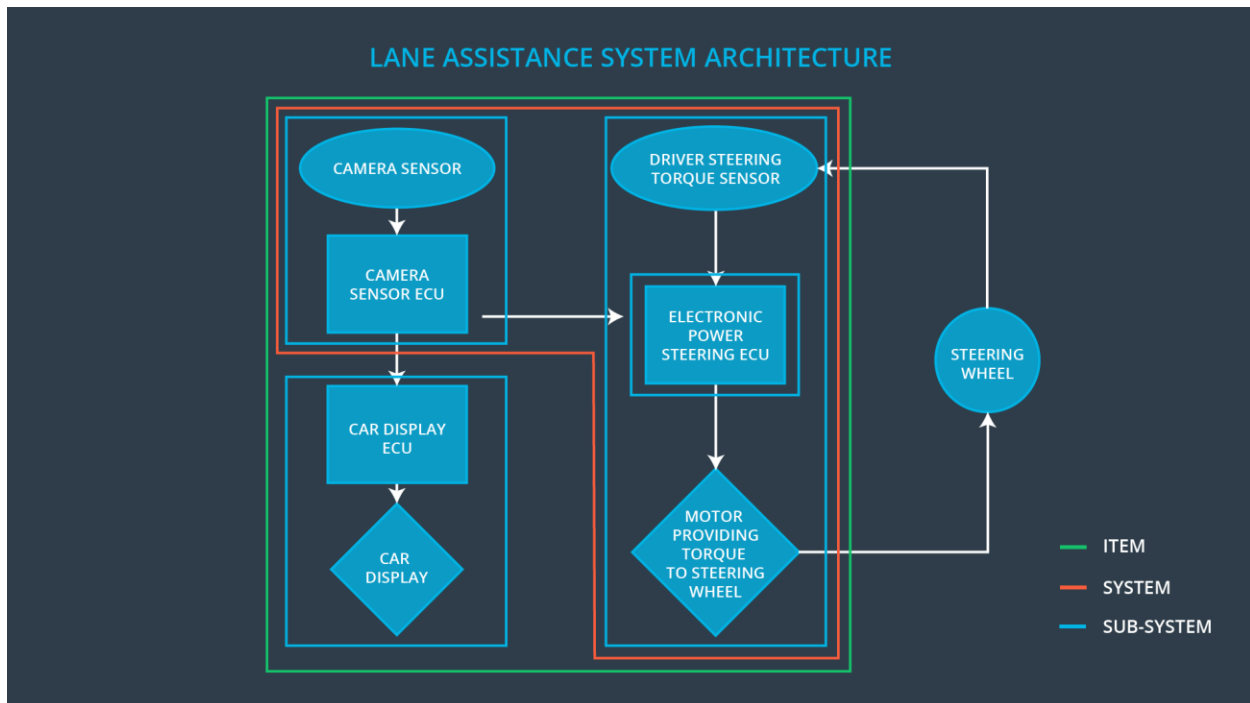 LANE ASSISTANCE SYSTEM ARCHITECTURE
CAMERA SENSOR
CAMERA
SENSOR ECU
CAR DISPLAY
ECU
CAR
DISPLAY
DRIVER STEERING
TORQUE SENSOR
ELECTRONIC
POWER
STEERING ECU
MOTOR
PROVIDING
TORQUE
TO STEERING
WHEEL
STEERING
WHEEL
ITEM
SYSTEM
SUB-SYSTEM